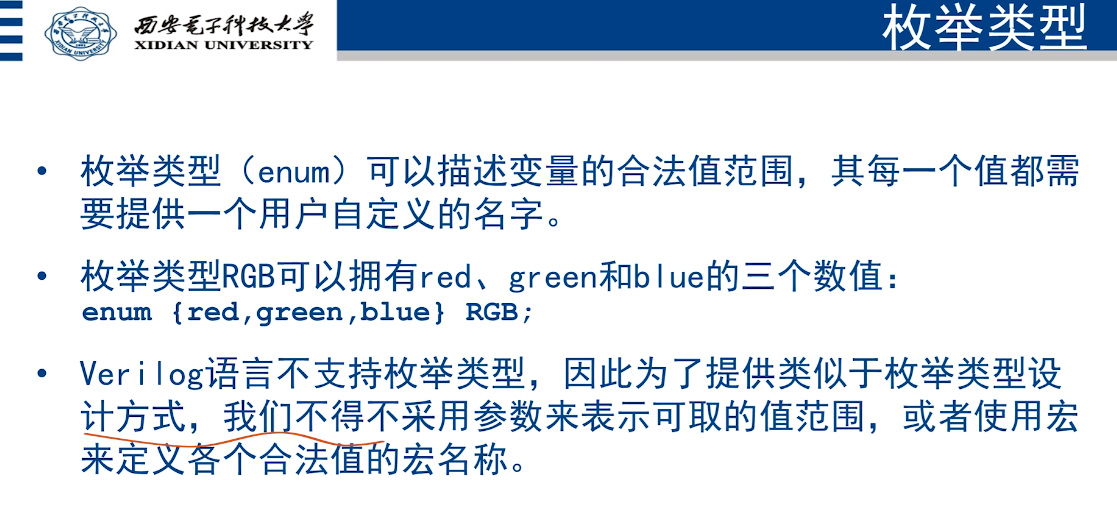 西安电子科技大学
XIDIAN UNIVERSITY
枚举类型
• 枚举类型（enum）可以描述变量的合法值范围，其每一个值都需
要提供一个用户自定义的名字。
• 枚举类型RGB可以拥有red、green和blue的三个数值：
enum {red,green,blue} RGB;
• Verilog语言不支持枚举类型，因此为了提供类似于枚举类型设
计方式，我们不得不采用参数来表示可取的值范围，或者使用宏
来定义各个合法值的宏名称。